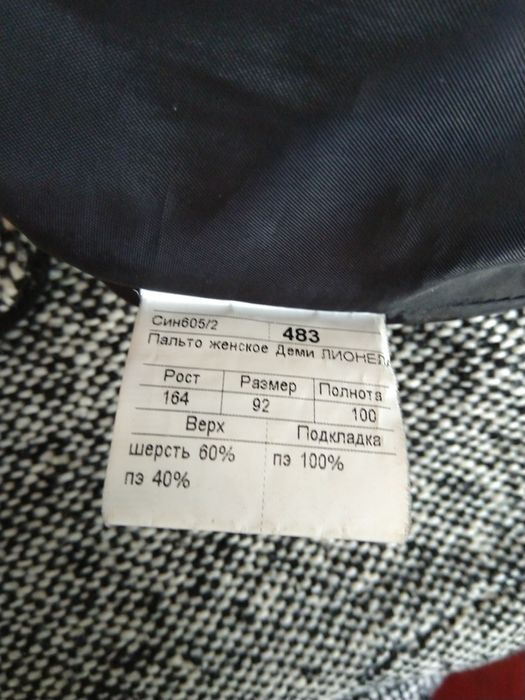 Син605/2 483
Пальто женское Деми ЛИОНЕЛ
Рост Размер Полнота
164 92 100
Верх Подкладка
шерсть 60% пэ 100%
пэ 40%